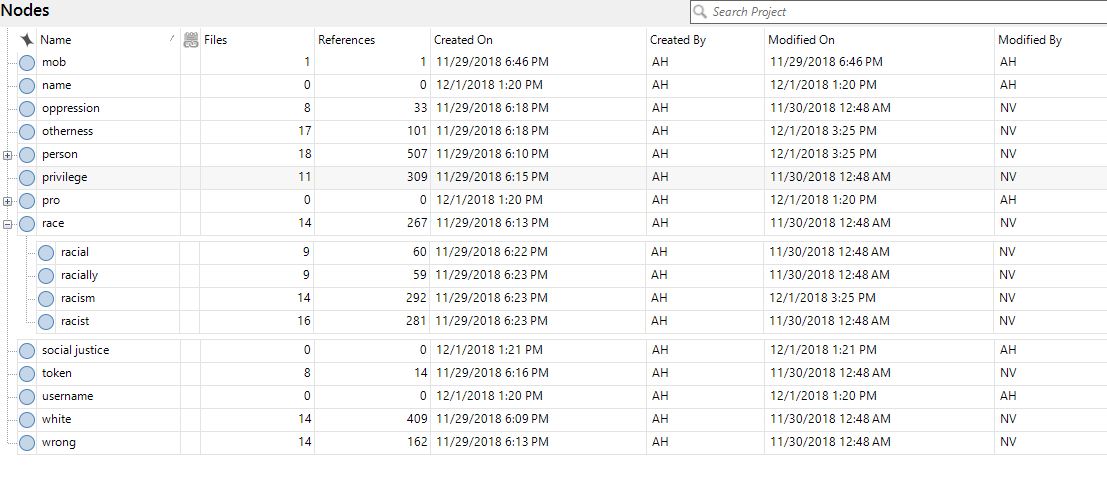 Nodes Search Project
Name Files References Created On Created By Modified On Modified By
mob 1 1 11/29/2018 6:46 PM AH 11/29/2018 6:46 PM AH
name 0 0 12/1/2018 1:20 PM AH 12/1/2018 1:20 PM AH
oppression 8 33 11/29/2018 6:18 PM AH 11/30/2018 12:48 AM NV
otherness 17 101 11/29/2018 6:18 PM AH 12/1/2018 3:25 PM NV
person 18 507 11/29/2018 6:10 PM AH 12/1/2018 3:25 PM NV
privilege 11 309 11/29/2018 6:15 PM AH 11/30/2018 12:48 AM NV
pro 0 0 12/1/2018 1:20 PM AH 12/1/2018 1:20 PM AH
race 14 267 11/29/2018 6:13 PM AH 11/30/2018 12:48 AM NV
racial 9 60 11/29/2018 6:22 PM AH 11/30/2018 12:48 AM NV
racially 9 59 11/29/2018 6:23 PM AH 11/30/2018 12:48 AM NV
racism 14 292 11/29/2018 6:23 PM AH 12/1/2018 3:25 PM NV
racist 16 281 11/29/2018 6:23 PM AH 11/30/2018 12:48 AM NV
social justice 0 0 12/1/2018 1:21 PM AH 12/1/2018 1:21 PM AH
token 8 14 11/29/2018 6:16 PM AH 11/30/2018 12:48 AM NV
username 0 0 12/1/2018 1:20 PM AH 12/1/2018 1:20 PM AH
white 14 409 11/29/2018 6:09 PM AH 11/30/2018 12:48 AM NV
wrong 14 162 11/29/2018 6:13 PM AH 11/30/2018 12:48 AM NV